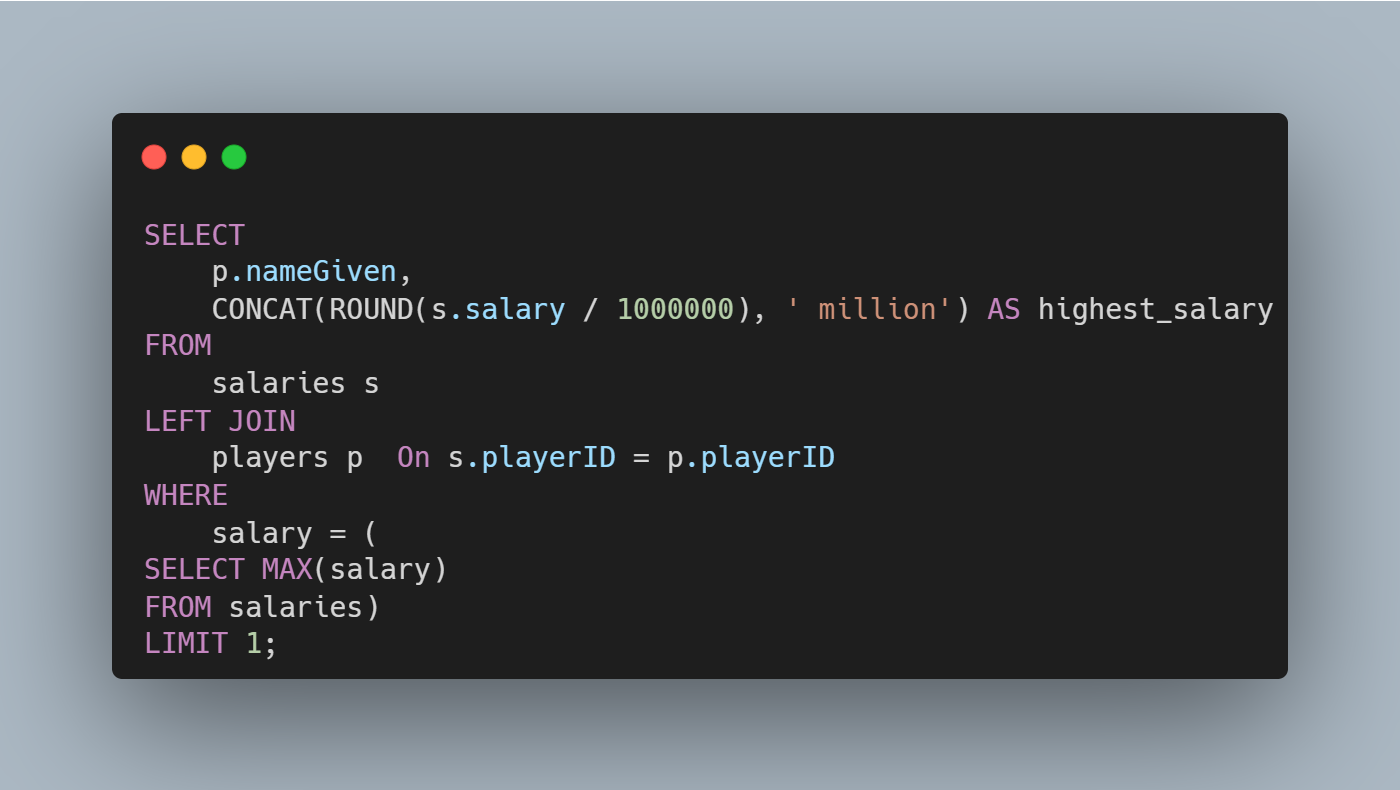 SELECT
    p.nameGiven,
    CONCAT(ROUND(s.salary / 1000000), ' million') AS highest_salary
FROM
    salaries s
LEFT JOIN
    players p  On s.playerID = p.playerID
WHERE
    salary = (
SELECT MAX(salary)
FROM salaries)
LIMIT 1;